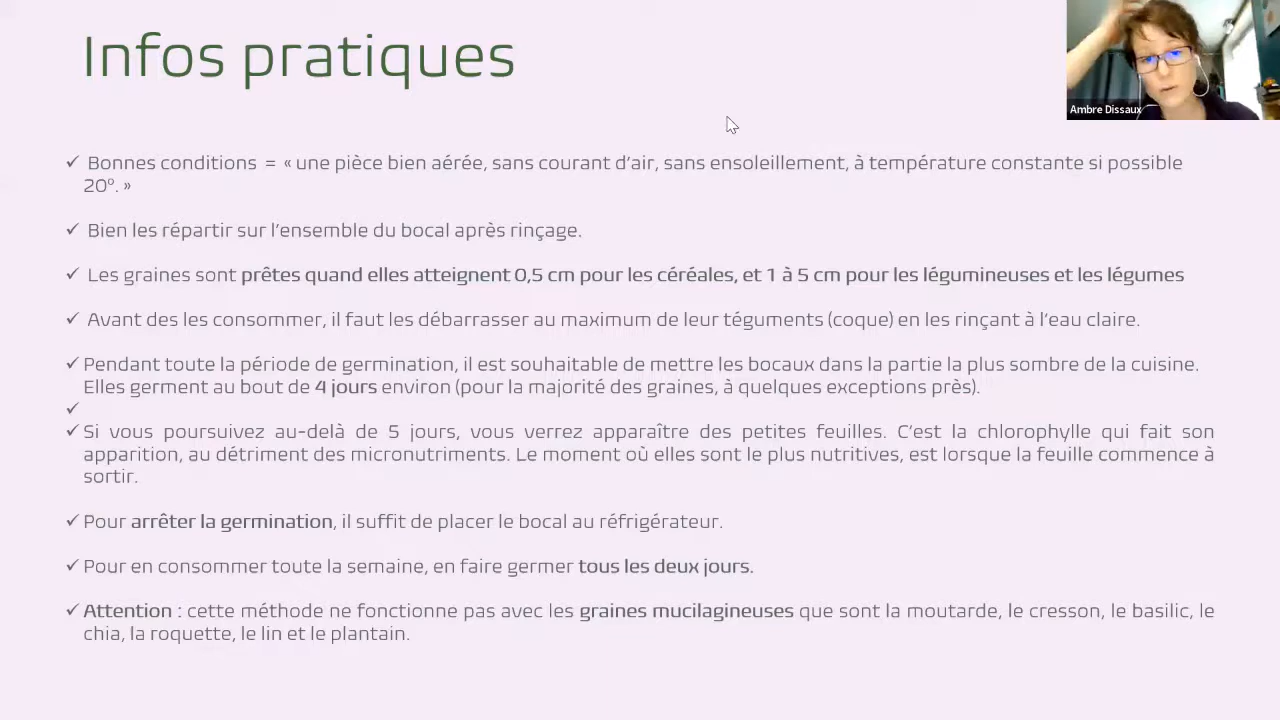 Infos pratiques
Ambre Dissaux
✓ Bonnes conditions = « une pièce bien aérée, sans courant d'air, sans ensoleillement, à température constante si possible
20°. »
✓ Bien les répartir sur l'ensemble du bocal après rinçage.
✓ Les graines sont prêtes quand elles atteignent 0,5 cm pour les céréales, et 1 à 5 cm pour les légumineuses et les légumes
✓ Avant des les consommer, il faut les débarrasser au maximum de leur téguments (coque) en les rinçant à l'eau claire.
✓ Pendant toute la période de germination, il est souhaitable de mettre les bocaux dans la partie la plus sombre de la cuisine.
Elles germent au bout de 4 jours environ (pour la majorité des graines, à quelques exceptions près).
✓
✓ Si vous poursuivez au-delà de 5 jours, vous verrez apparaître des petites feuilles. C'est la chlorophylle qui fait son
apparition, au détriment des micronutriments. Le moment où elles sont le plus nutritives, est lorsque la feuille commence à
sortir.
✓ Pour arrêter la germination, il suffit de placer le bocal au réfrigérateur.
✓ Pour en consommer toute la semaine, en faire germer tous les deux jours.
✓ Attention : cette méthode ne fonctionne pas avec les graines mucilagineuses que sont la moutarde, le cresson, le basilic, le
chia, la roquette, le lin et le plantain.